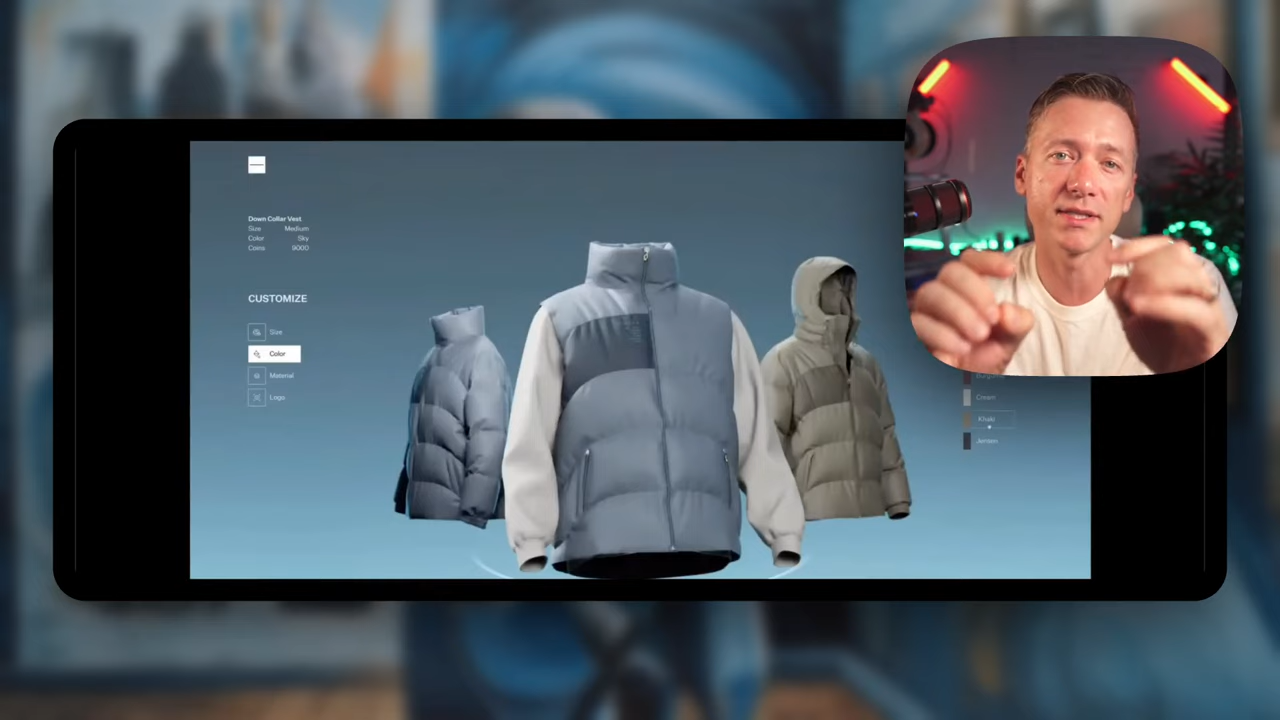 Down Collar Vest
Size Medium
Color Sky
Coins 9000
CUSTOMIZE
Size
Color
Material
Logo
Cream
Khaki
Jensen